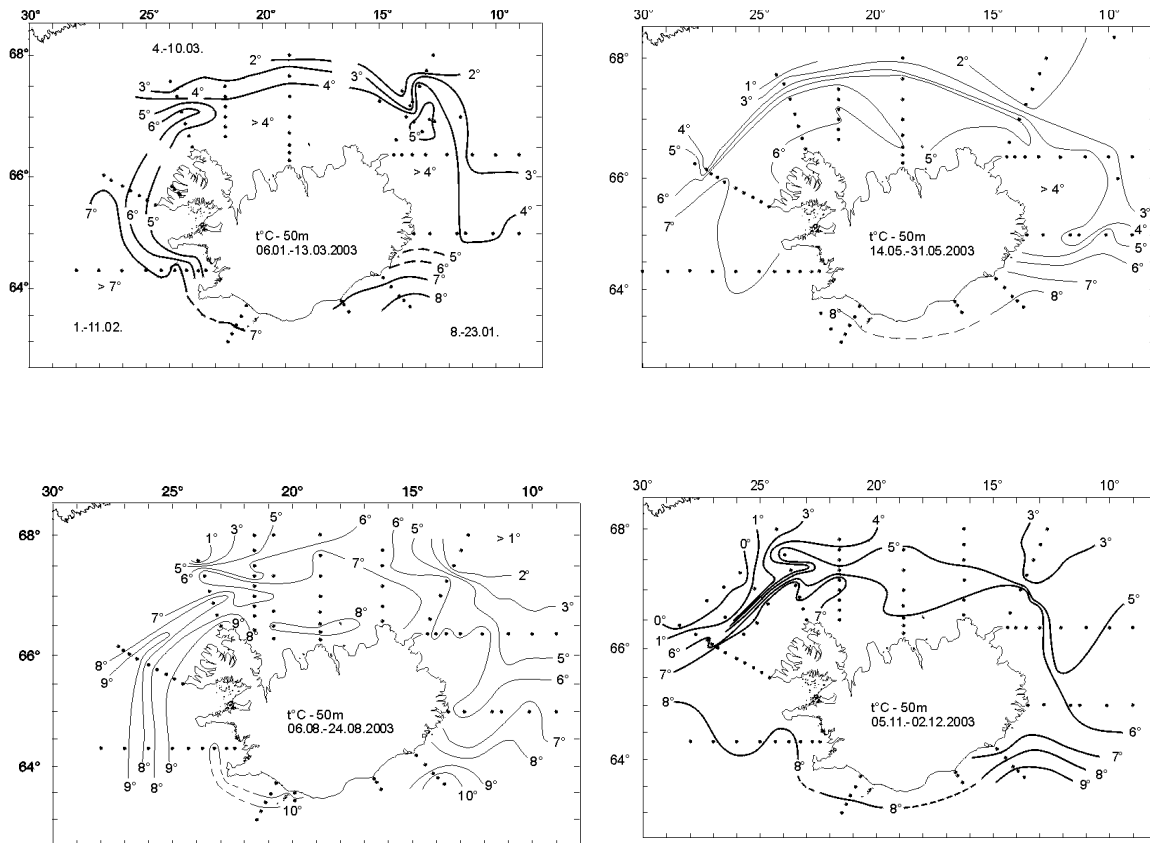 30° 25° 20° 15° 10°
4.-10.03.
68°
2°
3° 2°
3° 4° 4°
5°
6° > 4° 5°
> 4° 3°
66°
7° 6° 5° 4°
t°C - 50m
06.01.-13.03.2003 5°
6°
7°
64° > 7° 8°
1.-11.02. 7° 8.-23.01.
30° 25° 20° 15° 10°
68°
2°
1°
3°
4°
5° 6° 5°
66° > 4°
6° 3°
7° 4°
t°C - 50m 5°
14.05.-31.05.2003 6°
7°
64° 8°
8°
30° 25° 20° 15° 10°
5° 6° 6°
68° 1° 3° 5° > 1°
5° 7° 2°
6°
7° 9° 8° 3°
8°
66° 8° 5°
9° 6°
t°C - 50m
06.08.-24.08.2003 7°
64° 8° 9° 8°
9° 8° 9°
10° 10°
30° 25° 20° 15° 10°
3° 3°
68° 1° 4°
0° 5° 3°
0° 7° 5°
1°
66° 6°
7°
8° t°C - 50m
05.11.-02.12.2003 6°
7°
64° 8° 8°
9°
8°